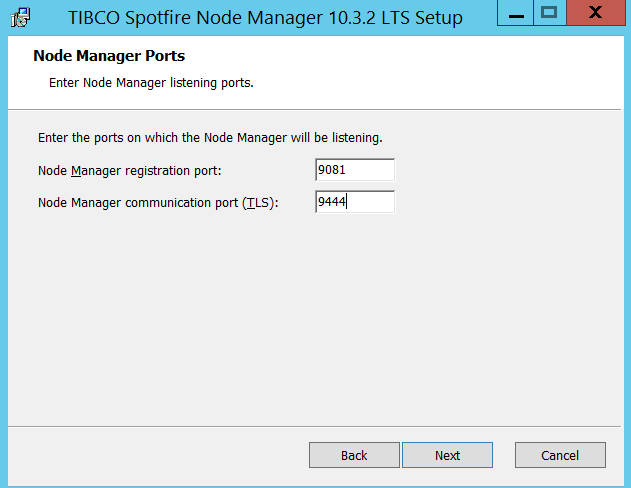 TIBCO Spotfire Node Manager 10.3.2 LTS Setup
Node Manager Ports
Enter Node Manager listening ports.
Enter the ports on which the Node Manager will be listening.
Node Manager registration port: 9081
Node Manager communication port (TLS): 9444
Back Next Cancel